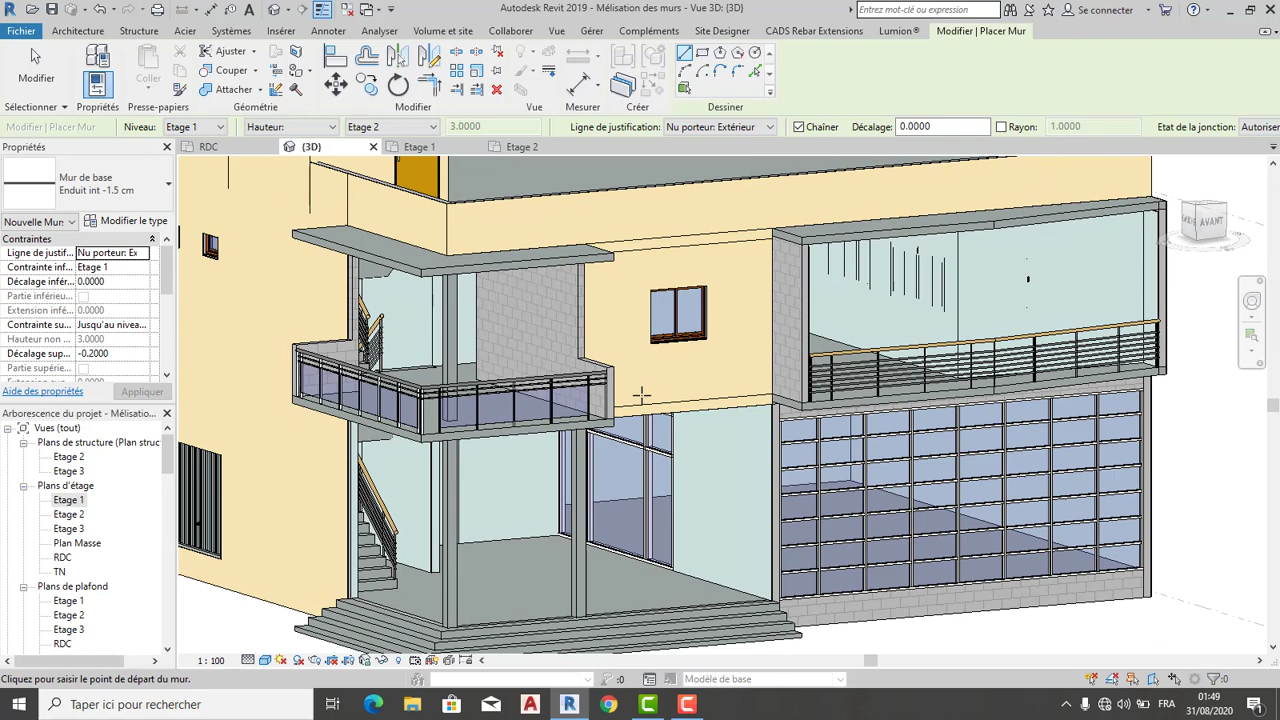 Autodesk Revit 2019 - Mélisation des murs - Vue 3D: {3D}
Entrez mot-clé ou expression
Se connecter
Fichier Architecture Structure Acier Systèmes Insérer Annoter Analyser Volume et site Collaborer Vue Gérer Compléments Site Designer CADS Rebar Extensions Lumion® Modifier | Placer Mur
Modifier
Coller
Ajuster
Couper
Attacher
Sélectionner Propriétés Presse-papiers Géométrie Modifier Vue Mesurer Créer Dessiner
Modifier | Placer Mur Niveau: Etage 1 Hauteur: Etage 2 3.0000 Ligne de justification: Nu porteur: Extérieur Chaîner Décalage: 0.0000 Rayon: 1.0000 Etat de la jonction: Autorise
Propriétés
RDC {3D} Etage 1 Etage 2
Mur de base
Enduit int -1.5 cm
Nouvelle Mur: Modifier le type
Contraintes
Ligne de justif... Nu porteur: Ex
Contrainte inf... Etage 1
Décalage infér... 0.0000
Partie inférieu...
Extension infé... 0.0000
Contrainte su... Jusqu'au nivea...
Hauteur non ... 3.0000
Décalage sup... -0.2000
Partie supérie...
Aide des propriétés Appliquer
Arborescence du projet - Mélisatio...
Vues (tout)
Plans de structure (Plan struc
Etage 2
Etage 3
Plans d'étage
Etage 1
Etage 2
Etage 3
Plan Masse
RDC
TN
Plans de plafond
Etage 1
Etage 2
Etage 3
RDC
AVANT
1 : 100
Cliquez pour saisir le point de départ du mur. :0 Modèle de base :0
Taper ici pour rechercher
FRA
01:49
31/08/2020